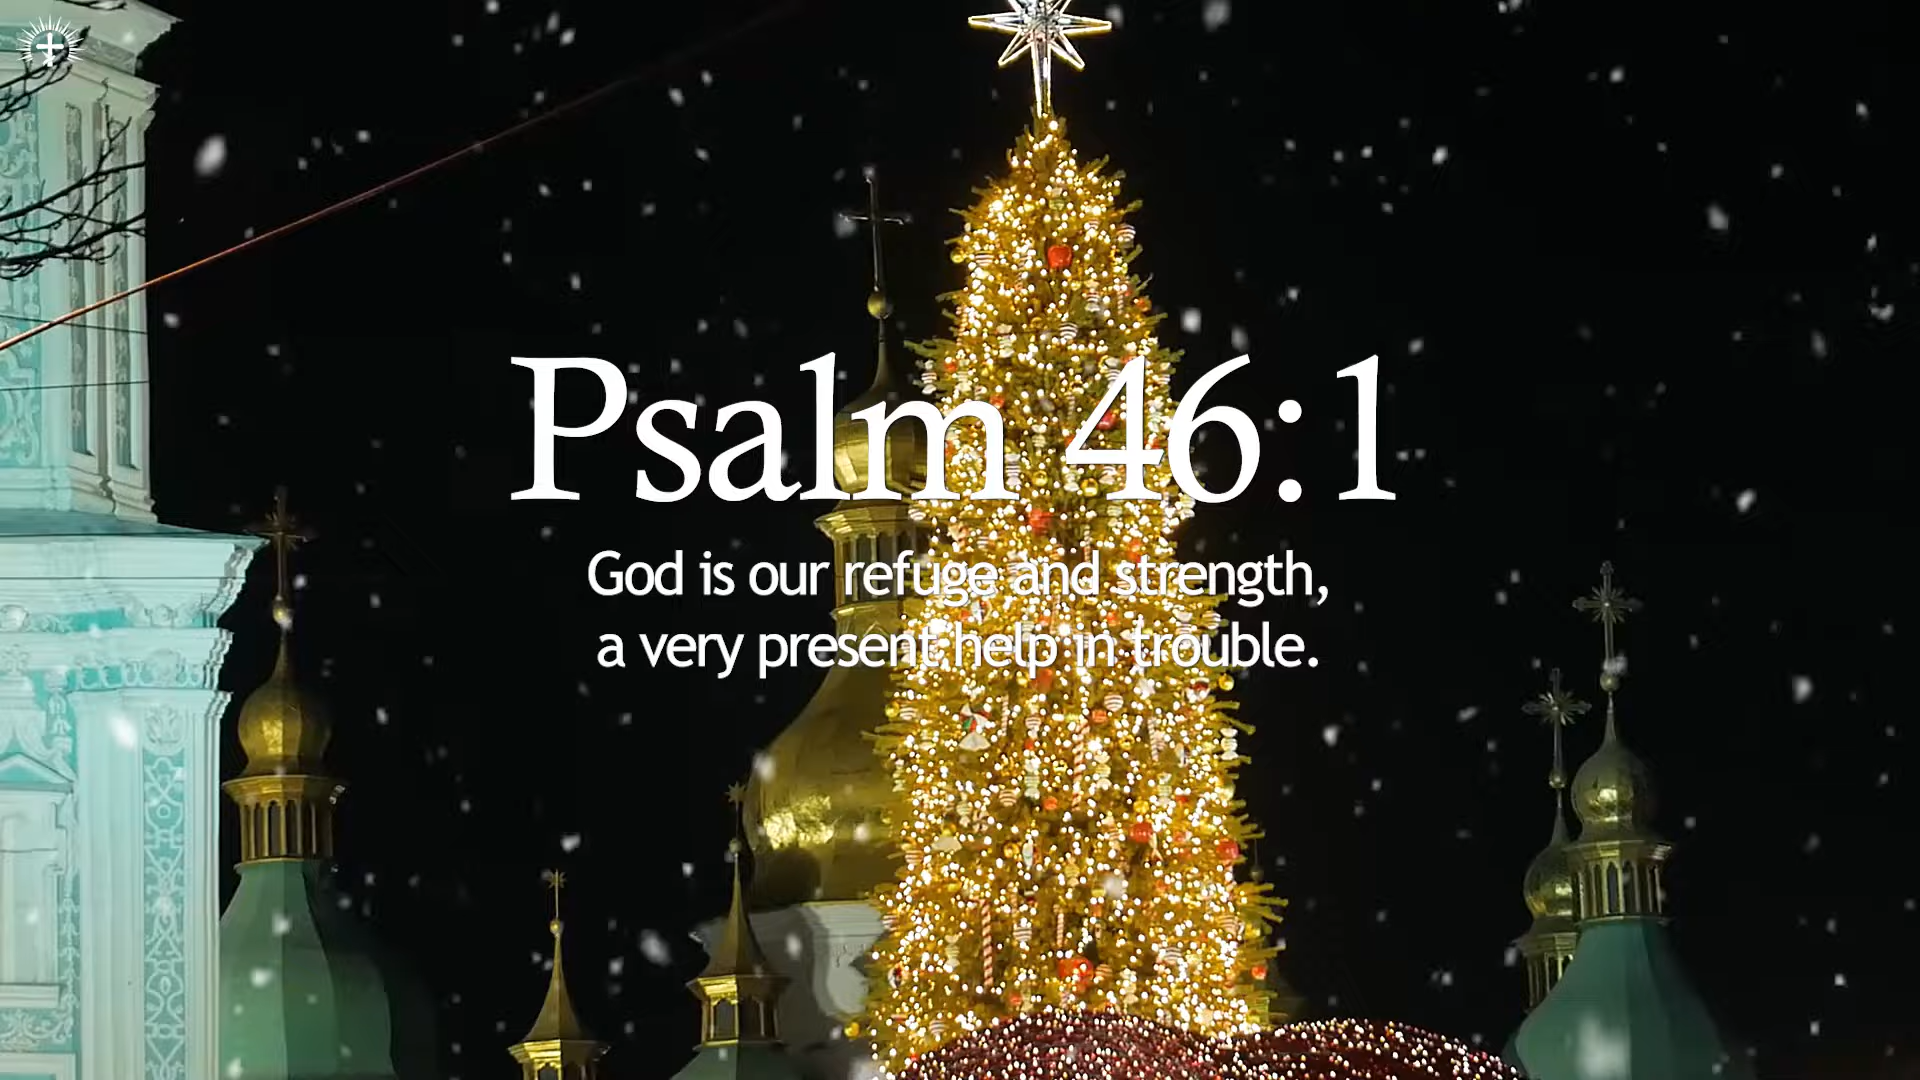 Psalm 46:1
God is our refuge and strength,
a very present help in trouble.